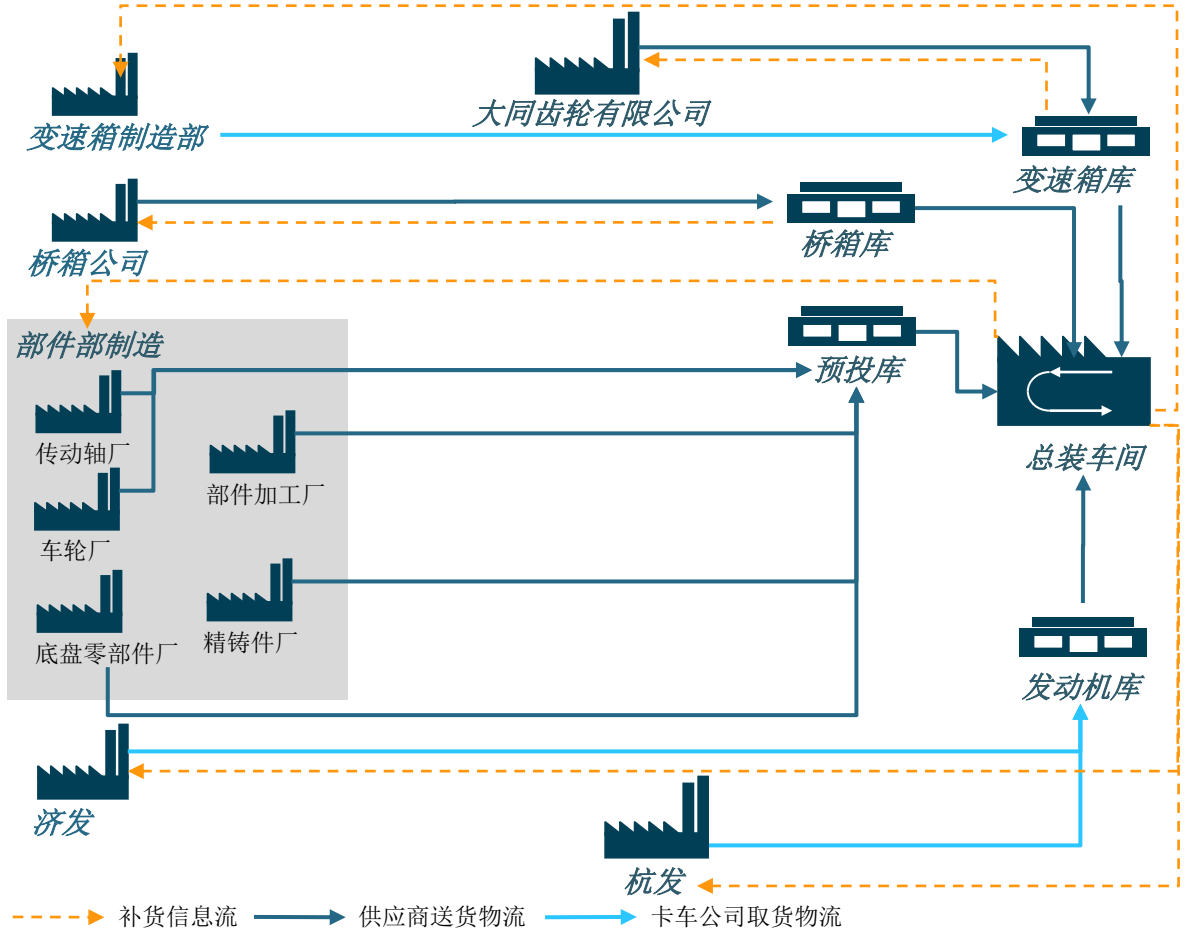 大同齿轮有限公司
变速箱制造部
变速箱库
桥箱库
桥箱公司
部件部制造
预投库
传动轴厂
总装车间
部件加工厂
车轮厂
精铸件厂
底盘零部件厂
发动机库
济发
杭发
补货信息流
供应商送货物流
卡车公司取货物流